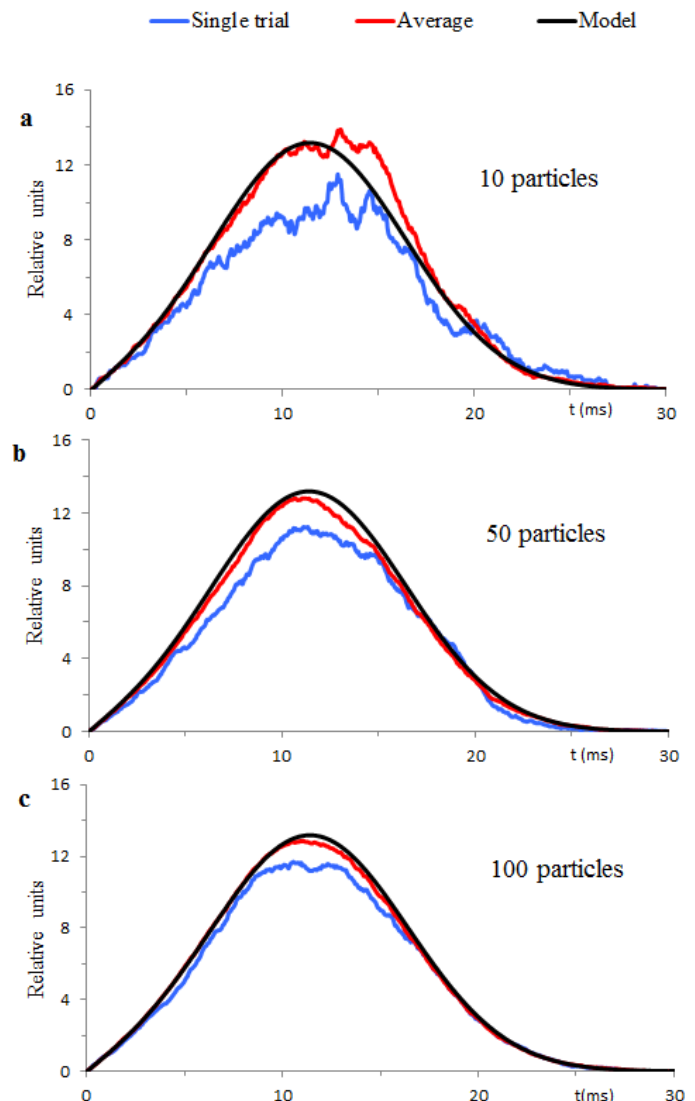 Single trial Average Model
a
16
12
8
4
0
Relative units
10 particles
0 10 20 30
t (ms)
b
16
12
8
4
0
Relative units
50 particles
0 10 20 30
t (ms)
c
16
12
8
4
0
Relative units
100 particles
0 10 20 30
t(ms)